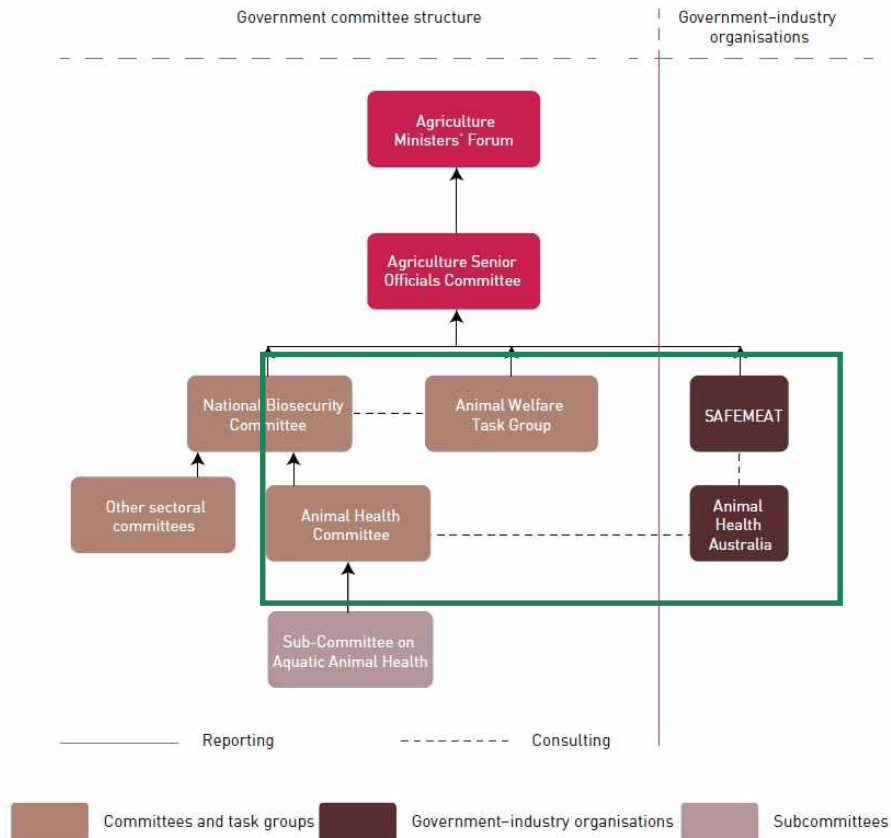 Government committee structure
Government–industry
organisations
Agriculture
Ministers' Forum
Agriculture Senior
Officials Committee
National Biosecurity
Committee
Animal Welfare
Task Group
SAFEMEAT
Other sectoral
committees
Animal Health
Committee
Animal
Health
Australia
Sub-Committee on
Aquatic Animal Health
Reporting
Consulting
Committees and task groups
Government–industry organisations
Subcommittees